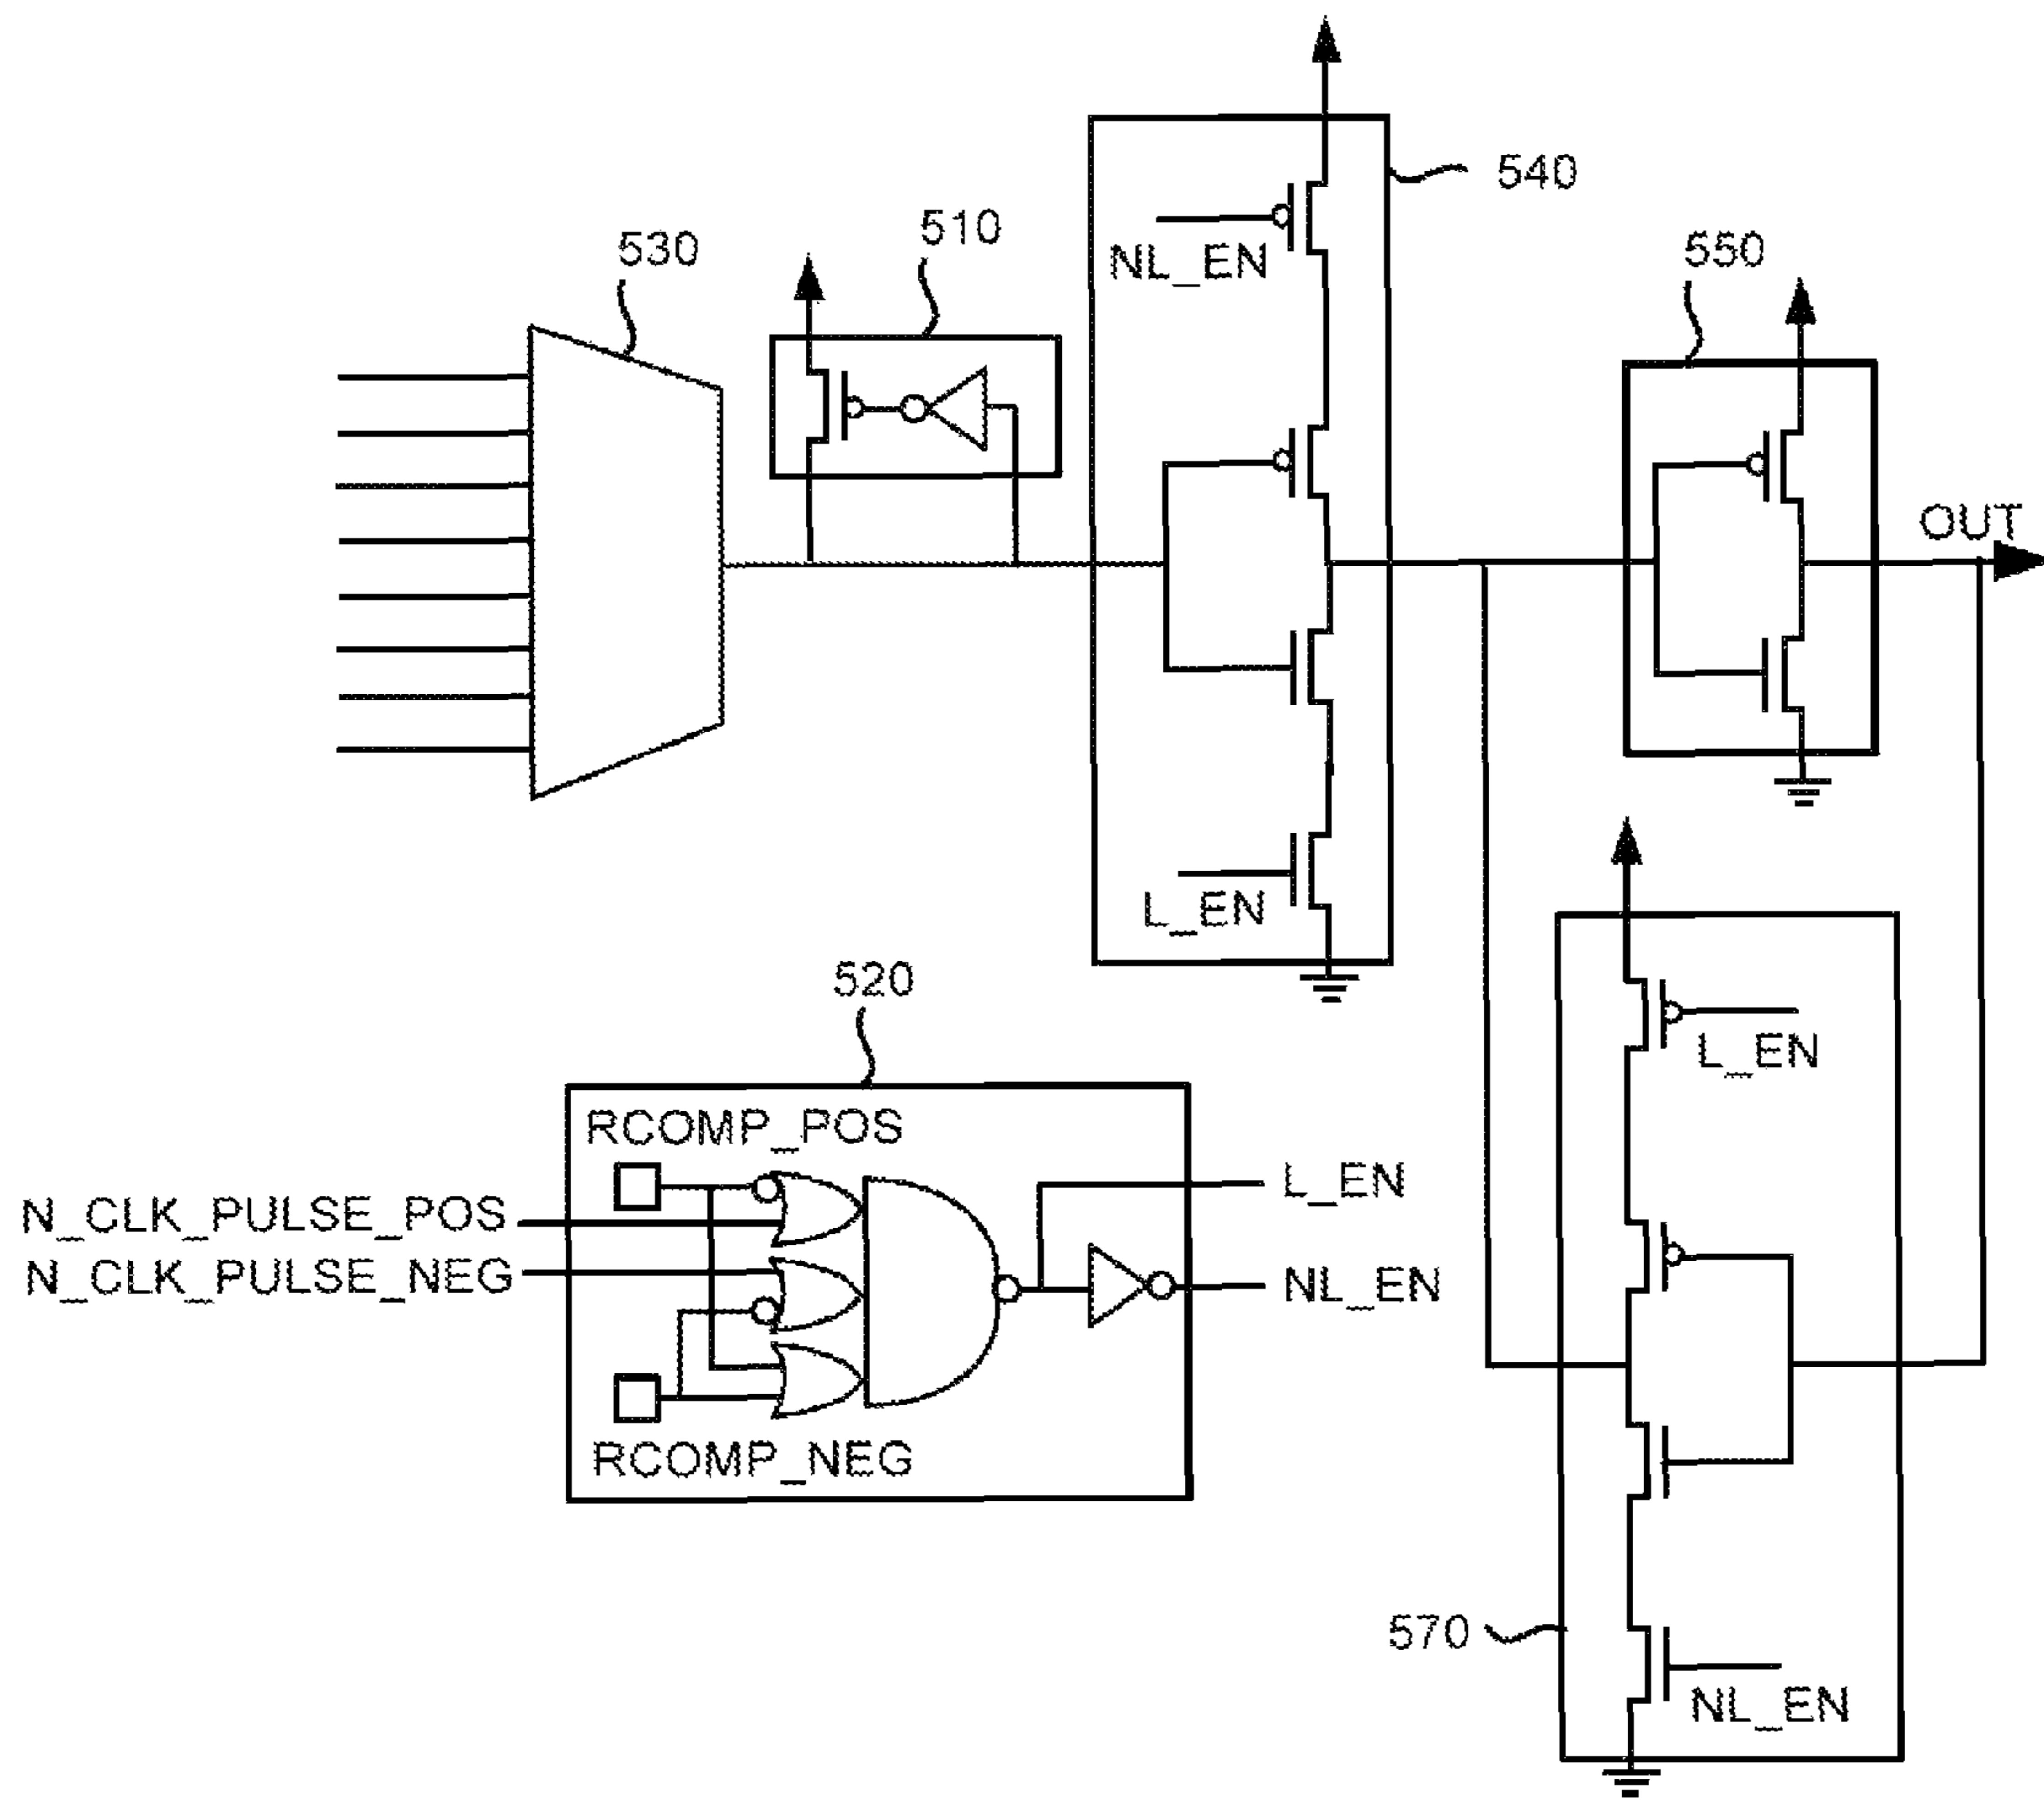 540
510
530
NL_EN
550
OUT
L_EN
520
L_EN
RCOMP_POS
L_EN
N_CLK_PULSE_POS
N_CLK_PULSE_NEG
NL_EN
RCOMP_NEG
570
NL_EN